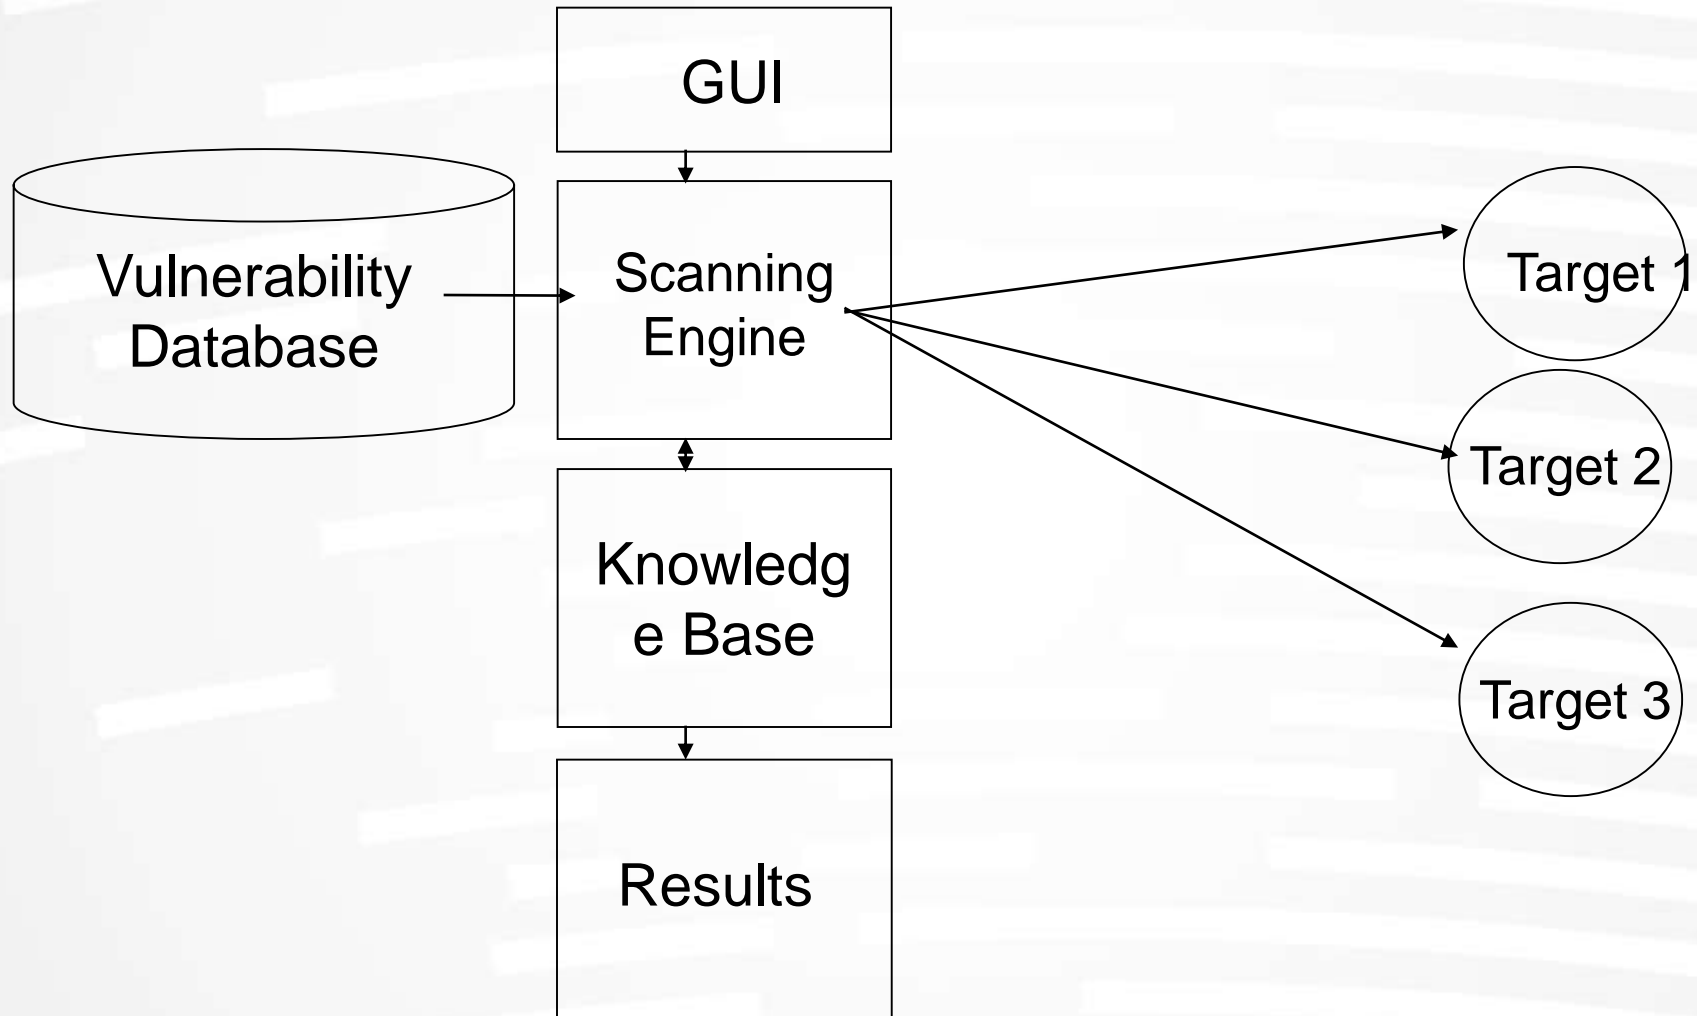 GUI
Vulnerability
Database
Scanning
Engine
Target 1
Target 2
Knowledg
e Base
Target 3
Results